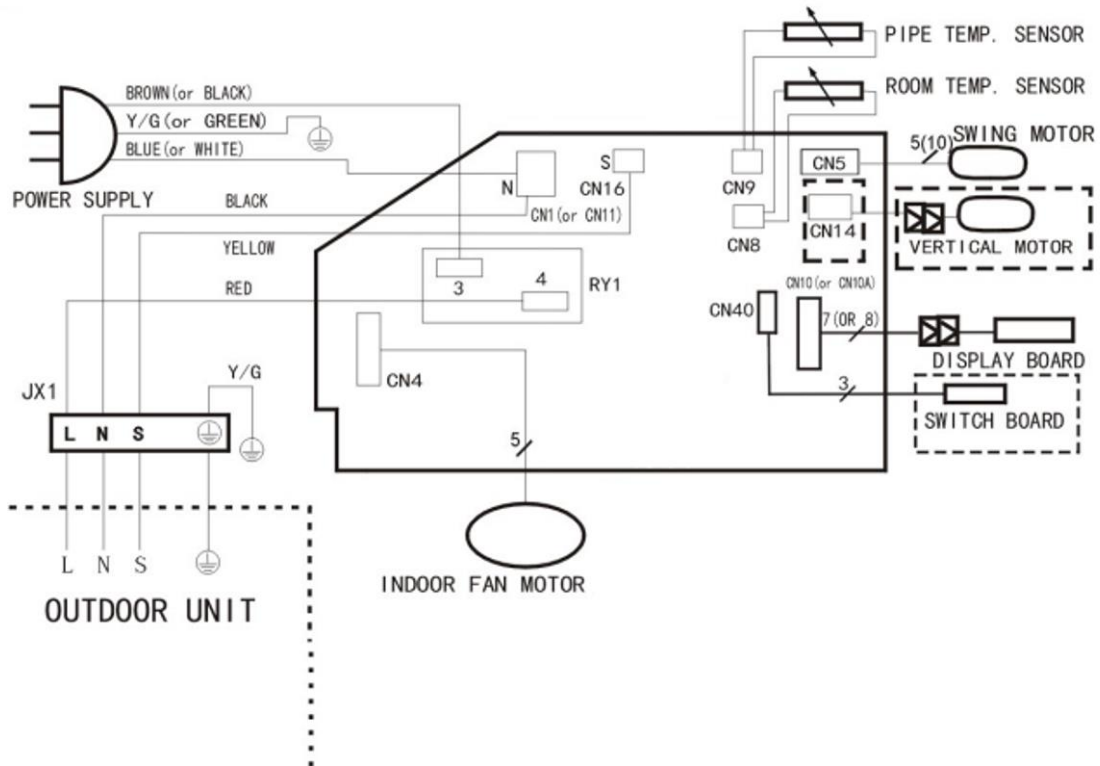 PIPE TEMP. SENSOR
ROOM TEMP. SENSOR
BROWN(or BLACK)
Y/G(or GREEN)
BLUE(or WHITE)
POWER SUPPLY
BLACK
YELLOW
RED
N
CN1(or CN11)
S
CN16
CN9
CN8
CN5
5(10)
SWING MOTOR
CN14
VERTICAL MOTOR
3
4
RY1
CN10(or CN10A)
CN40
7(OR 8)
DISPLAY BOARD
3
SWITCH BOARD
CN4
5
INDOOR FAN MOTOR
Y/G
JX1
L N S
L N S
OUTDOOR UNIT